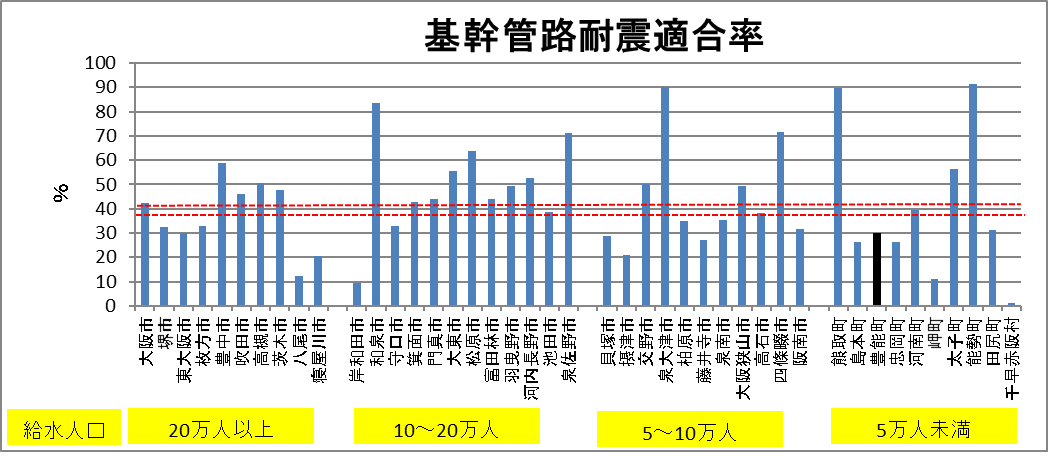 基幹管路耐震適合率
100
90
80
70
60
50
40
30
20
10
0
%
大阪市
堺市
東大阪市
枚方市
豊中市
吹田市
高槻市
茨木市
八尾市
寝屋川市
岸和田市
和泉市
守口市
箕面市
門真市
大東市
松原市
富田林市
羽曳野市
河内長野市
池田市
泉佐野市
貝塚市
摂津市
交野市
泉大津市
柏原市
藤井寺市
泉南市
大阪狭山市
高石市
四條畷市
阪南市
熊取町
島本町
豊能町
忠岡町
河南町
岬町
太子町
能勢町
田尻町
千早赤阪村
給水人口
20万人以上
10～20万人
5～10万人
5万人未満